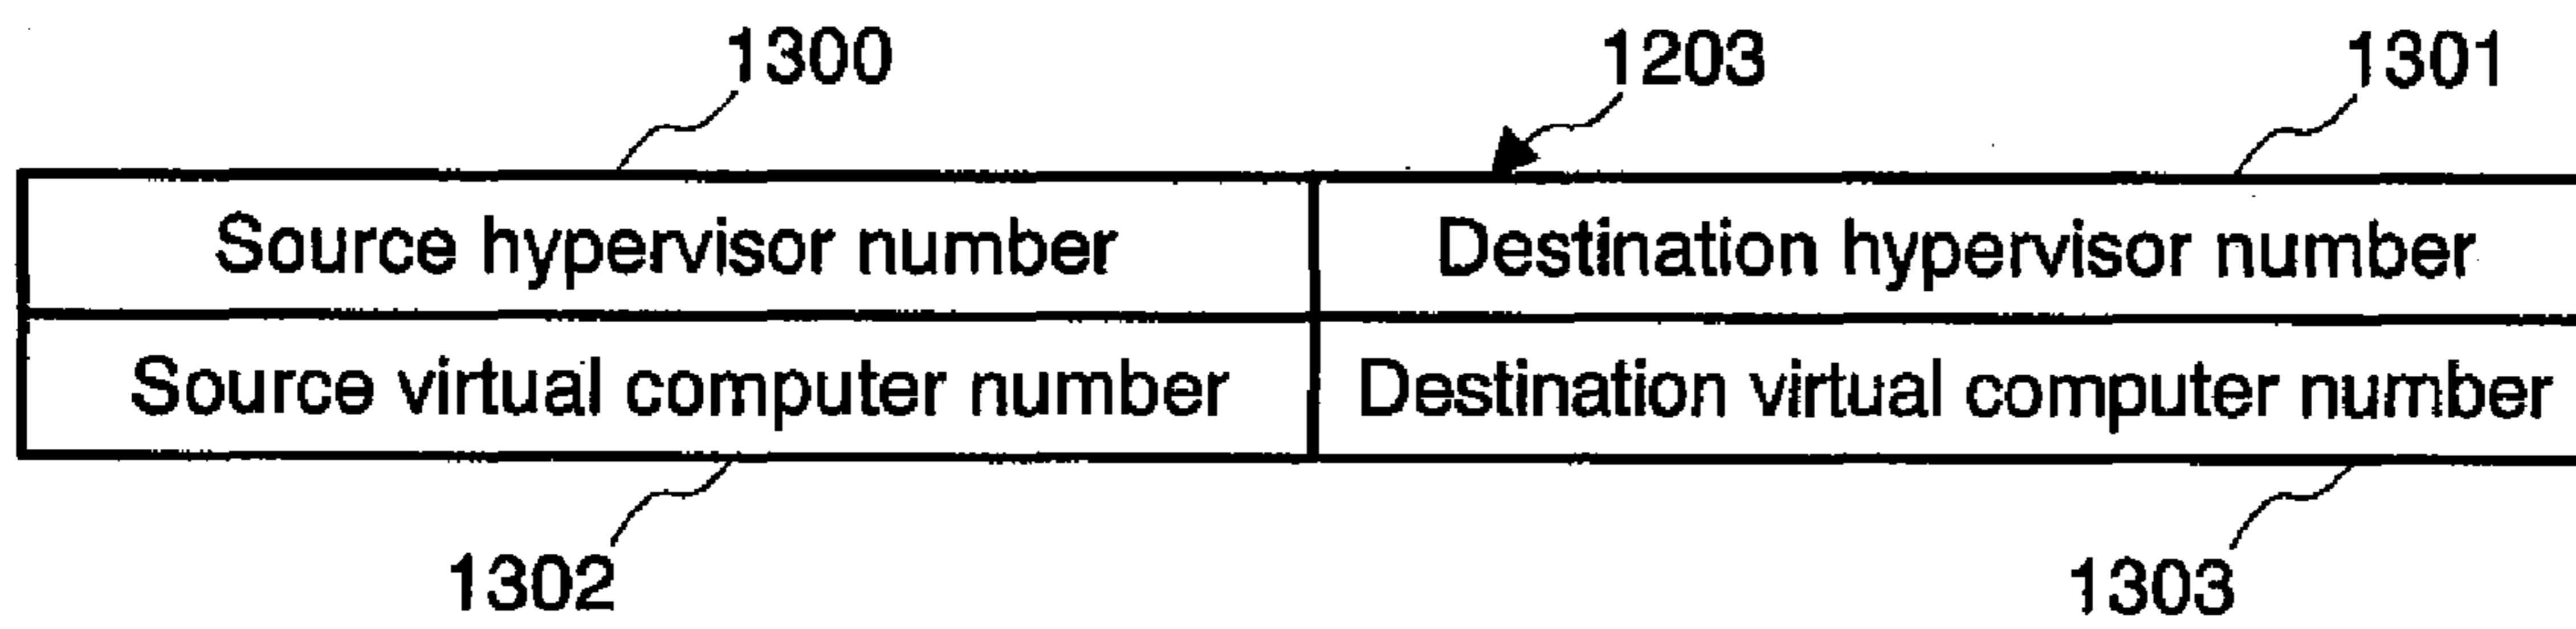 1300 1203 1301
Source hypervisor number Destination hypervisor number
Source virtual computer number Destination virtual computer number
1302 1303